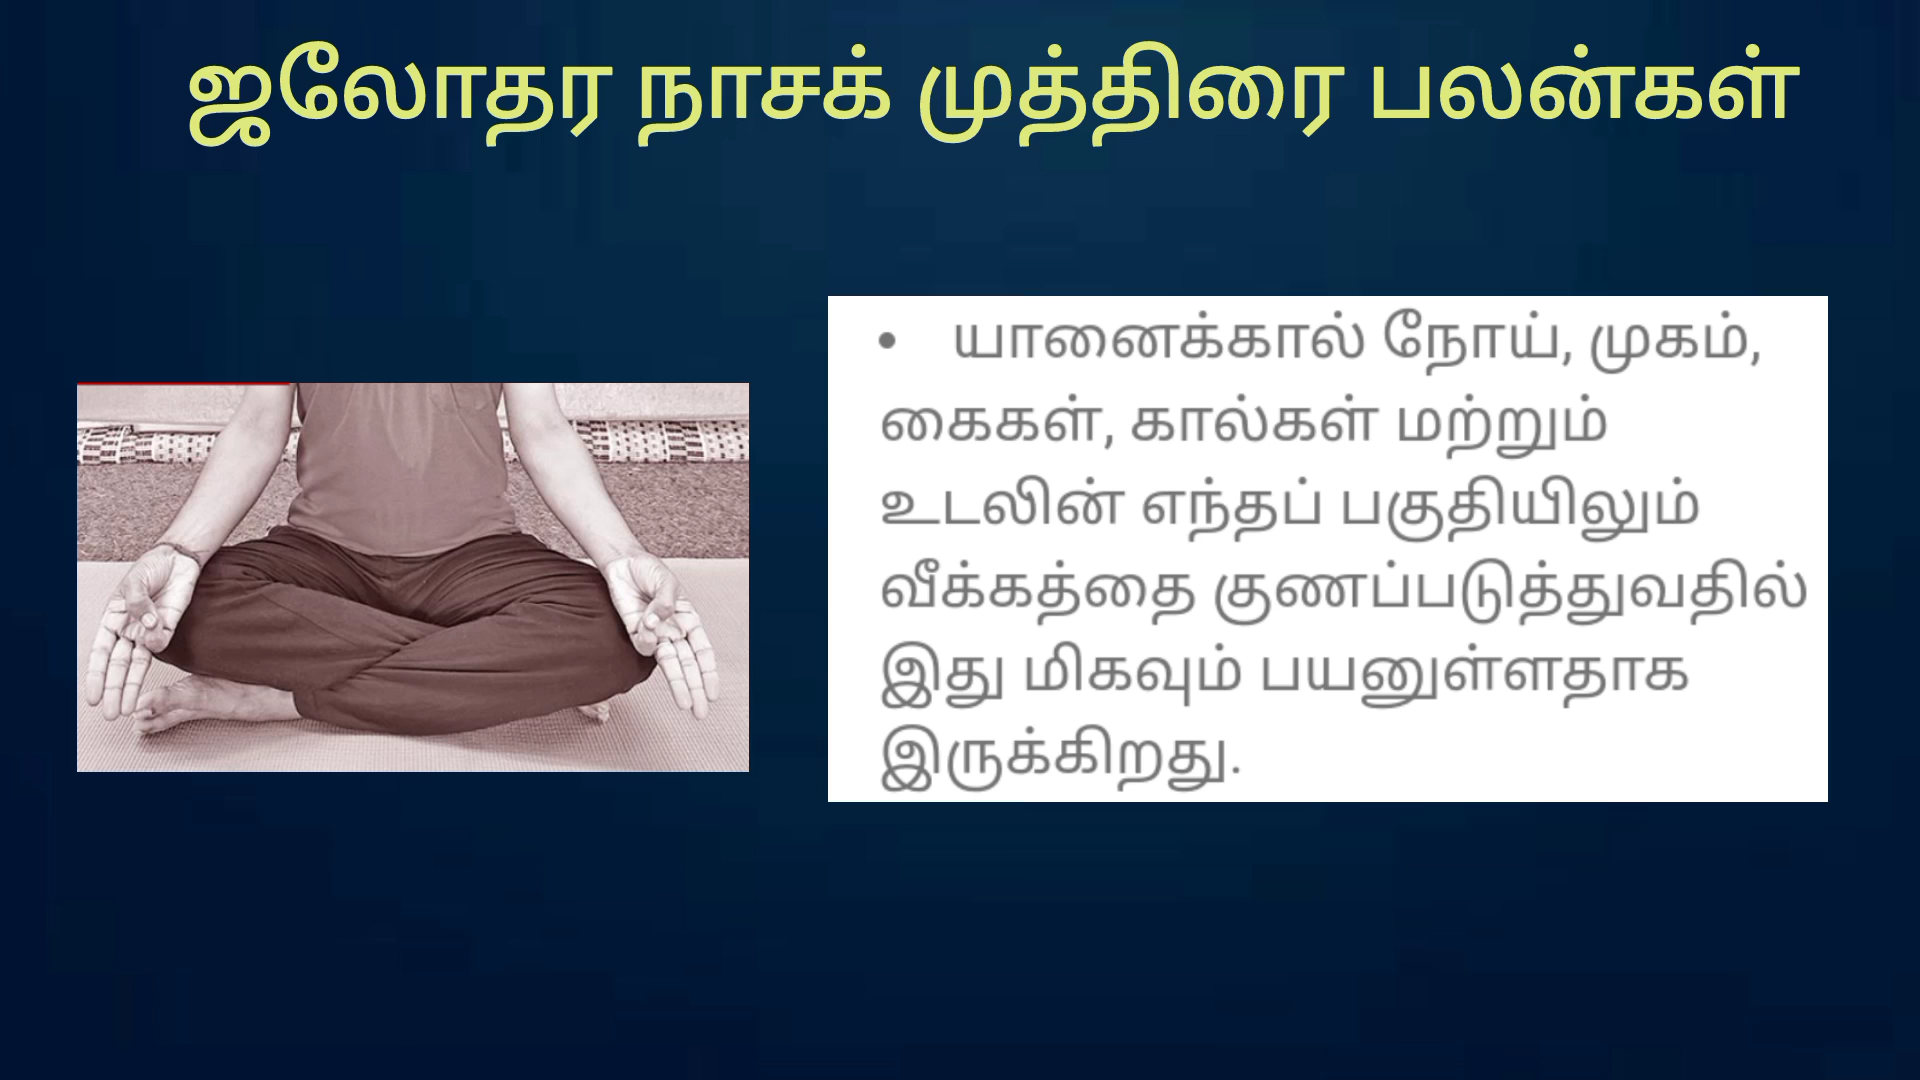 ஜலோதர நாசக் முத்திரை பலன்கள்
• யானைக்கால் நோய், முகம்,
கைகள், கால்கள் மற்றும்
உடலின் எந்தப் பகுதியிலும்
வீக்கத்தை குணப்படுத்துவதில்
இது மிகவும் பயனுள்ளதாக
இருக்கிறது.